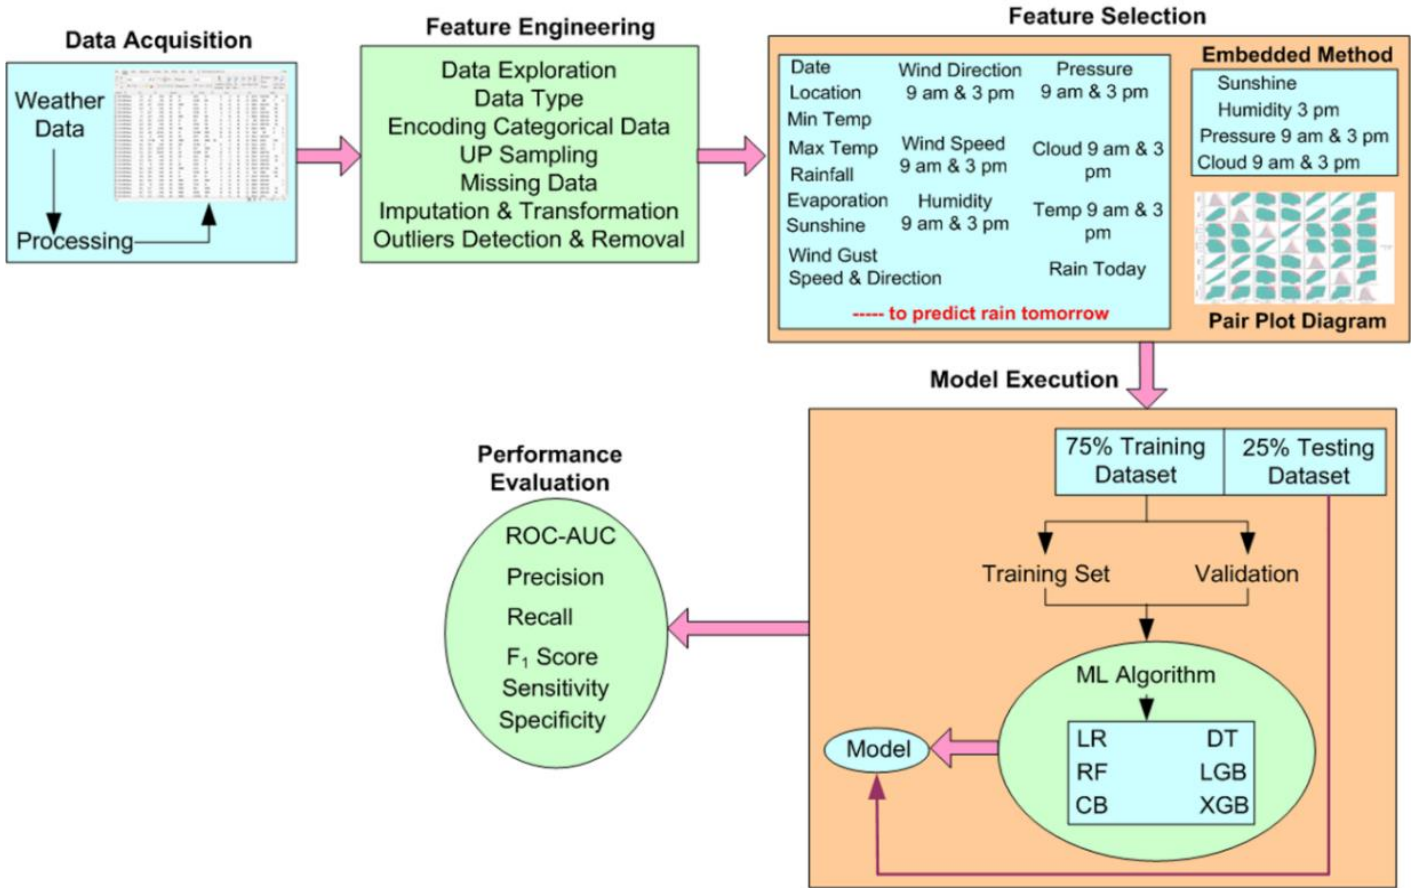 Data Acquisition
Weather
Data
Processing
Feature Engineering
Data Exploration
Data Type
Encoding Categorical Data
UP Sampling
Missing Data
Imputation & Transformation
Outliers Detection & Removal
Feature Selection
Date
Location
Min Temp
Max Temp
Rainfall
Evaporation
Sunshine
Wind Gust
Speed & Direction
Wind Direction
9 am & 3 pm
Wind Speed
9 am & 3 pm
Humidity
9 am & 3 pm
Pressure
9 am & 3 pm
Cloud 9 am & 3
pm
Temp 9 am & 3
pm
Rain Today
----- to predict rain tomorrow
Embedded Method
Sunshine
Humidity 3 pm
Pressure 9 am & 3 pm
Cloud 9 am & 3 pm
Pair Plot Diagram
Model Execution
75% Training
Dataset
25% Testing
Dataset
Training Set
Validation
ML Algorithm
LR DT
RF LGB
CB XGB
Model
Performance
Evaluation
ROC-AUC
Precision
Recall
F₁ Score
Sensitivity
Specificity